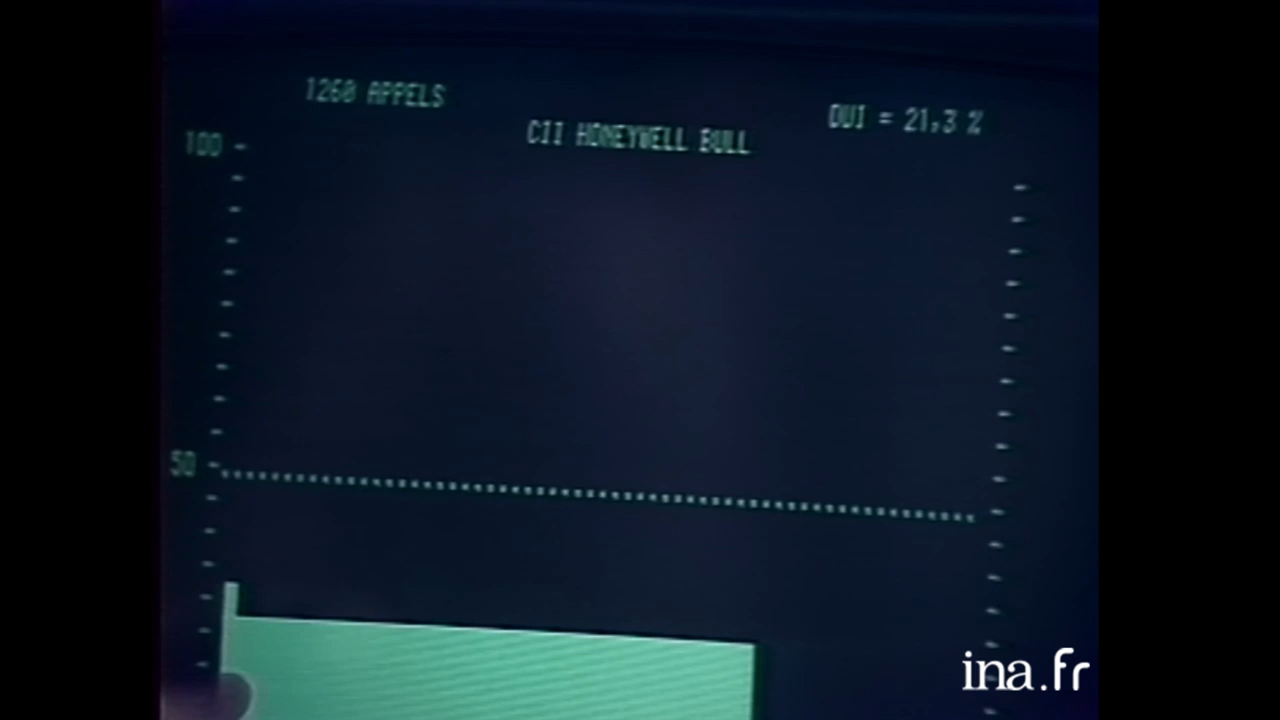 1260 APPELS
OUI = 21,3 %
CII HONEYWELL BULL
100
50
ina.fr